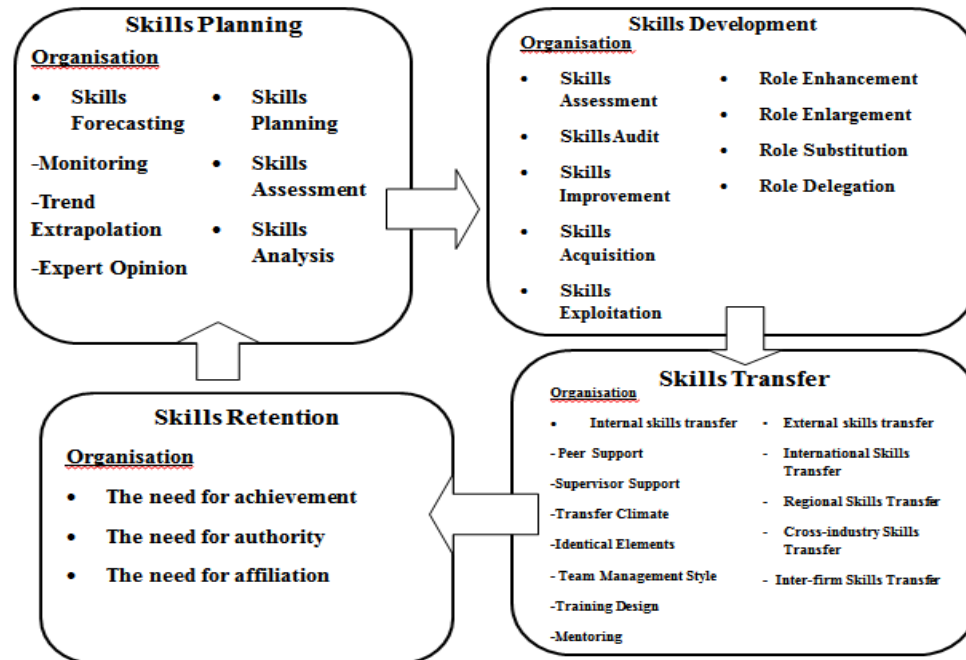 Skills Planning
Organisation
• Skills
Forecasting
-Monitoring
-Trend
Extrapolation
-Expert Opinion
• Skills
Planning
• Skills
Assessment
• Skills
Analysis
Skills Development
Organisation
• Skills
Assessment
• Skills Audit
• Skills
Improvement
• Skills
Acquisition
• Skills
Exploitation
• Role Enhancement
• Role Enlargement
• Role Substitution
• Role Delegation
Skills Transfer
Organisation
• Internal skills transfer
- Peer Support
-Supervisor Support
-Transfer Climate
-Identical Elements
- Team Management Style
-Training Design
-Mentoring
- External skills transfer
- International Skills
Transfer
- Regional Skills Transfer
- Cross-industry Skills
Transfer
- Inter-firm Skills Transfer
Skills Retention
Organisation
• The need for achievement
• The need for authority
• The need for affiliation